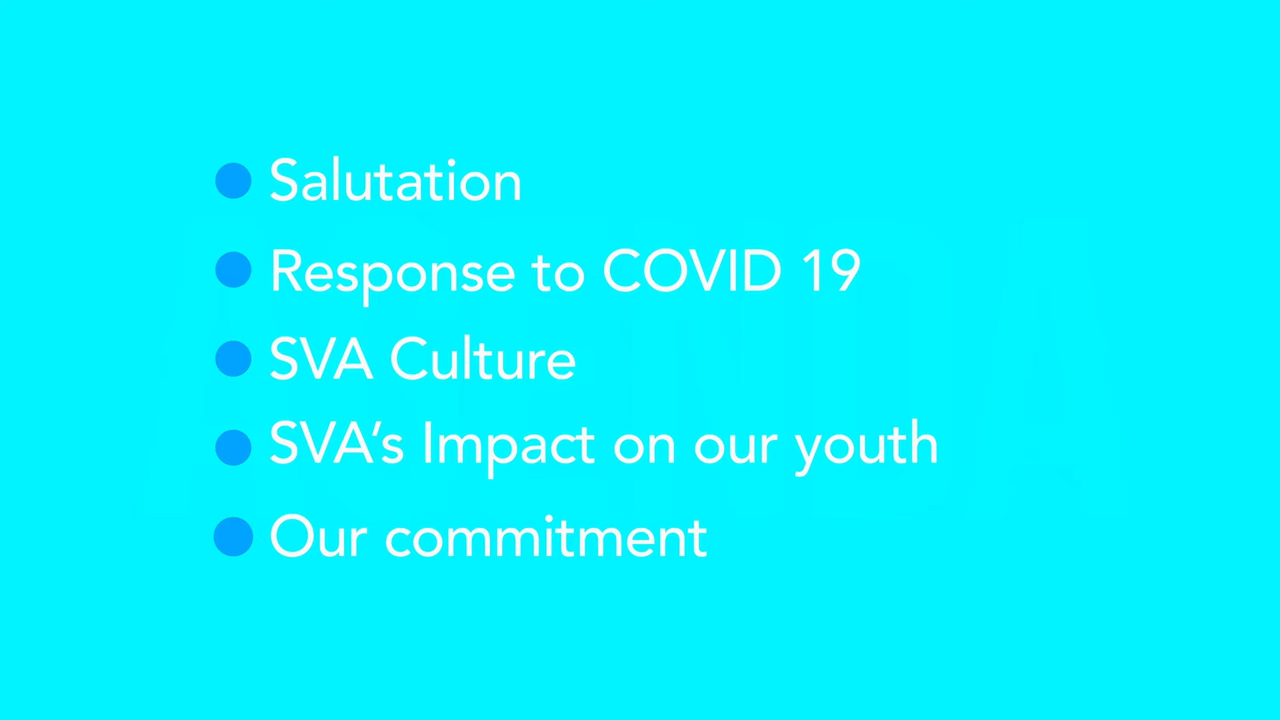 Salutation
Response to COVID 19
SVA Culture
SVA’s Impact on our youth
Our commitment